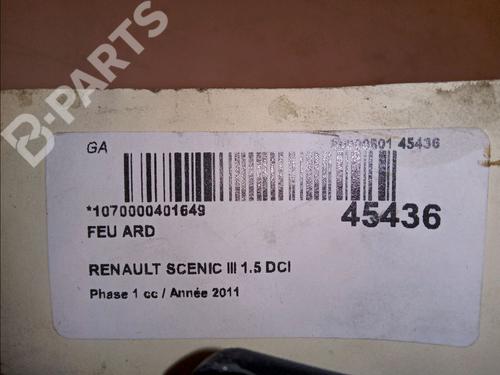 B-PARTS
GA
45436
*1070000401649
45436
FEU ARD
RENAULT SCENIC III 1.5 DCI
Phase 1 cc / Année 2011